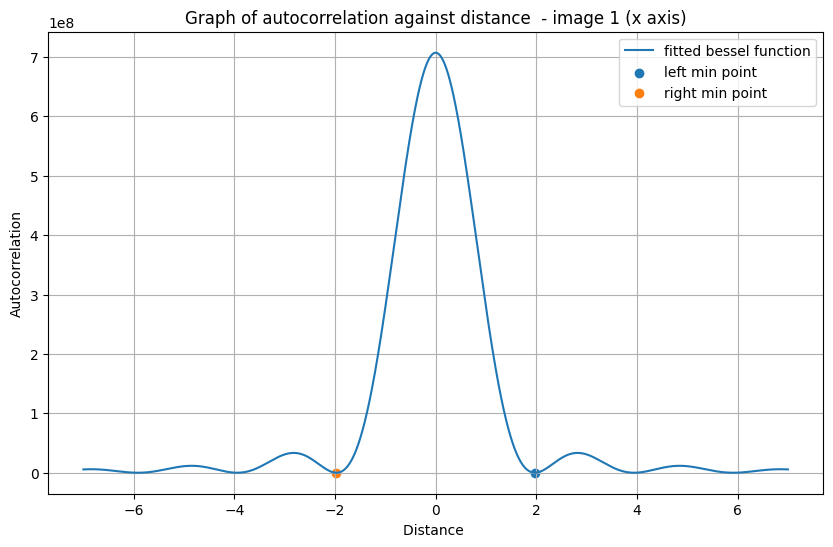 Graph of autocorrelation against distance  - image 1 (x axis)
1e8
fitted bessel function
left min point
right min point
7
6
5
4
3
2
1
0
Autocorrelation
−6 −4 −2 0 2 4 6
Distance